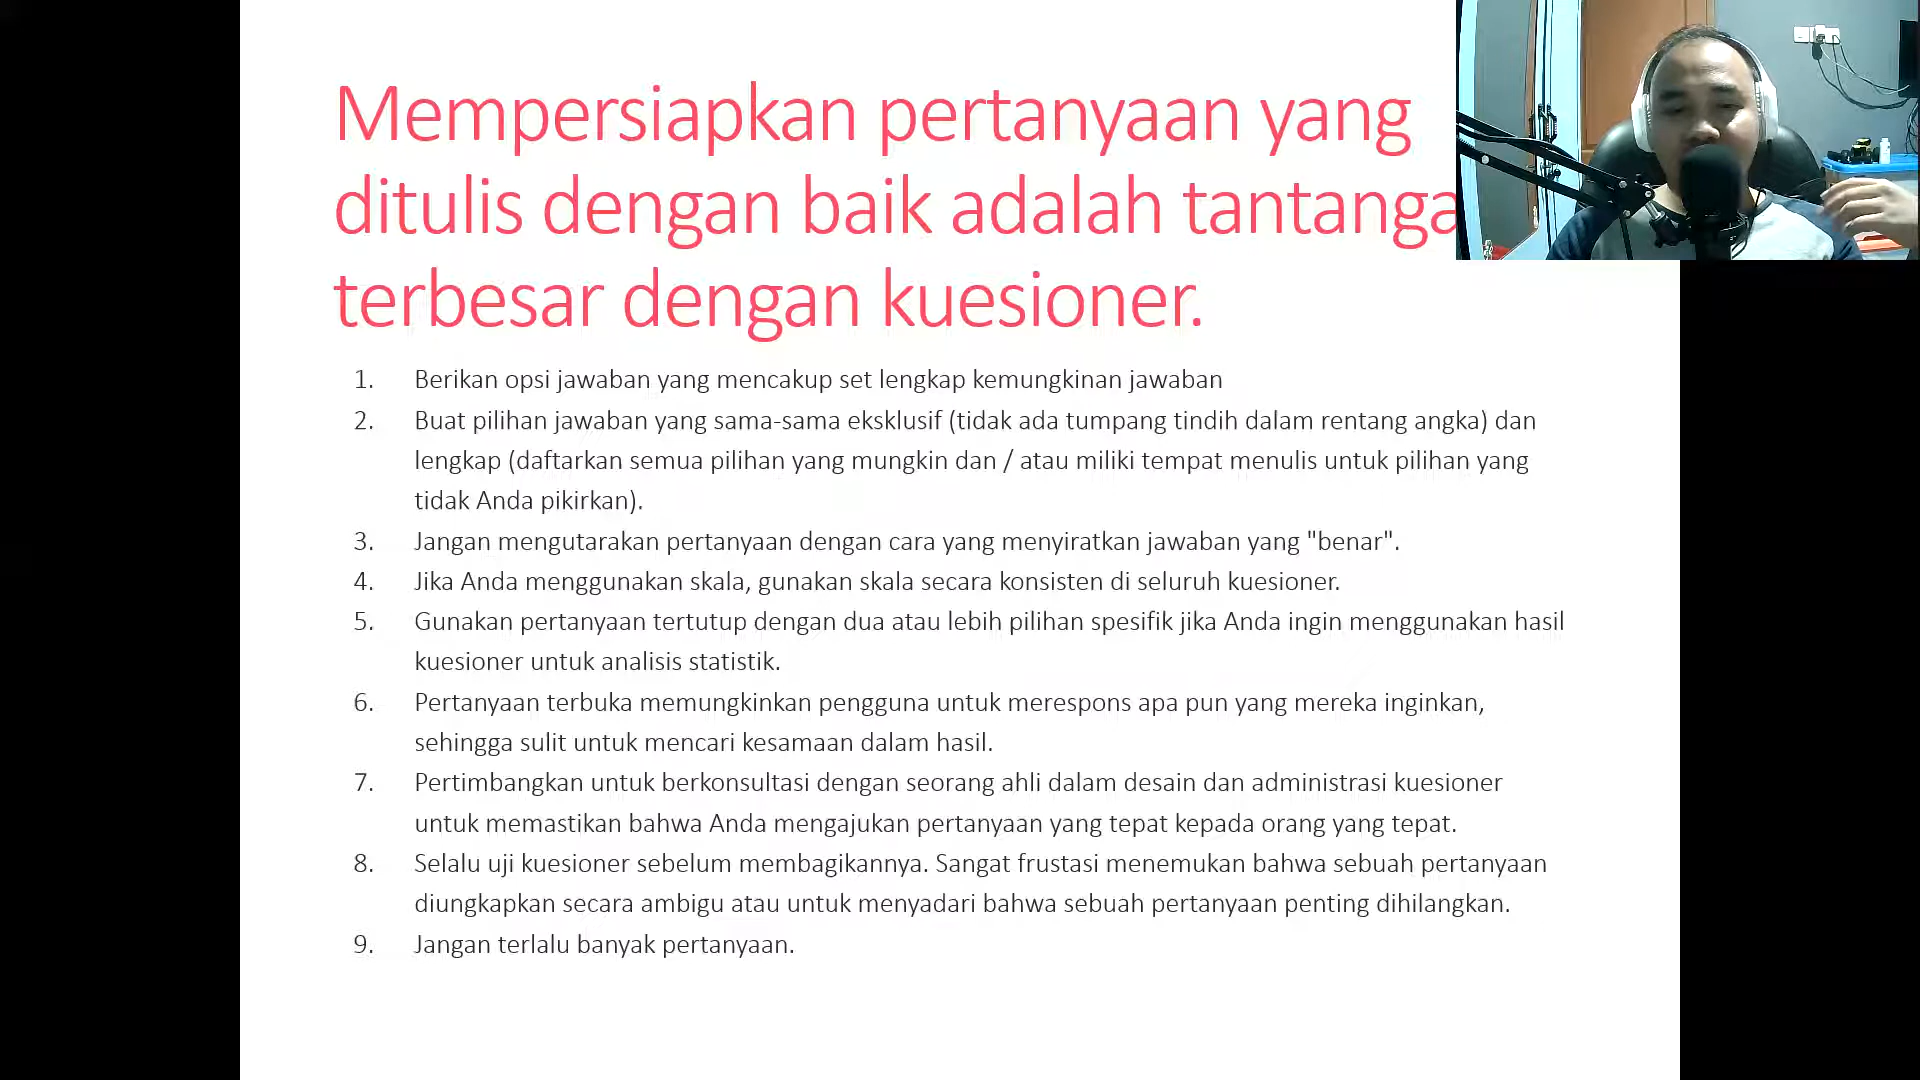 Mempersiapkan pertanyaan yang
ditulis dengan baik adalah tantanga
terbesar dengan kuesioner.
1. Berikan opsi jawaban yang mencakup set lengkap kemungkinan jawaban
2. Buat pilihan jawaban yang sama-sama eksklusif (tidak ada tumpang tindih dalam rentang angka) dan
lengkap (daftarkan semua pilihan yang mungkin dan / atau miliki tempat menulis untuk pilihan yang
tidak Anda pikirkan).
3. Jangan mengutarakan pertanyaan dengan cara yang menyiratkan jawaban yang "benar".
4. Jika Anda menggunakan skala, gunakan skala secara konsisten di seluruh kuesioner.
5. Gunakan pertanyaan tertutup dengan dua atau lebih pilihan spesifik jika Anda ingin menggunakan hasil
kuesioner untuk analisis statistik.
6. Pertanyaan terbuka memungkinkan pengguna untuk merespons apa pun yang mereka inginkan,
sehingga sulit untuk mencari kesamaan dalam hasil.
7. Pertimbangkan untuk berkonsultasi dengan seorang ahli dalam desain dan administrasi kuesioner
untuk memastikan bahwa Anda mengajukan pertanyaan yang tepat kepada orang yang tepat.
8. Selalu uji kuesioner sebelum membagikannya. Sangat frustasi menemukan bahwa sebuah pertanyaan
diungkapkan secara ambigu atau untuk menyadari bahwa sebuah pertanyaan penting dihilangkan.
9. Jangan terlalu banyak pertanyaan.